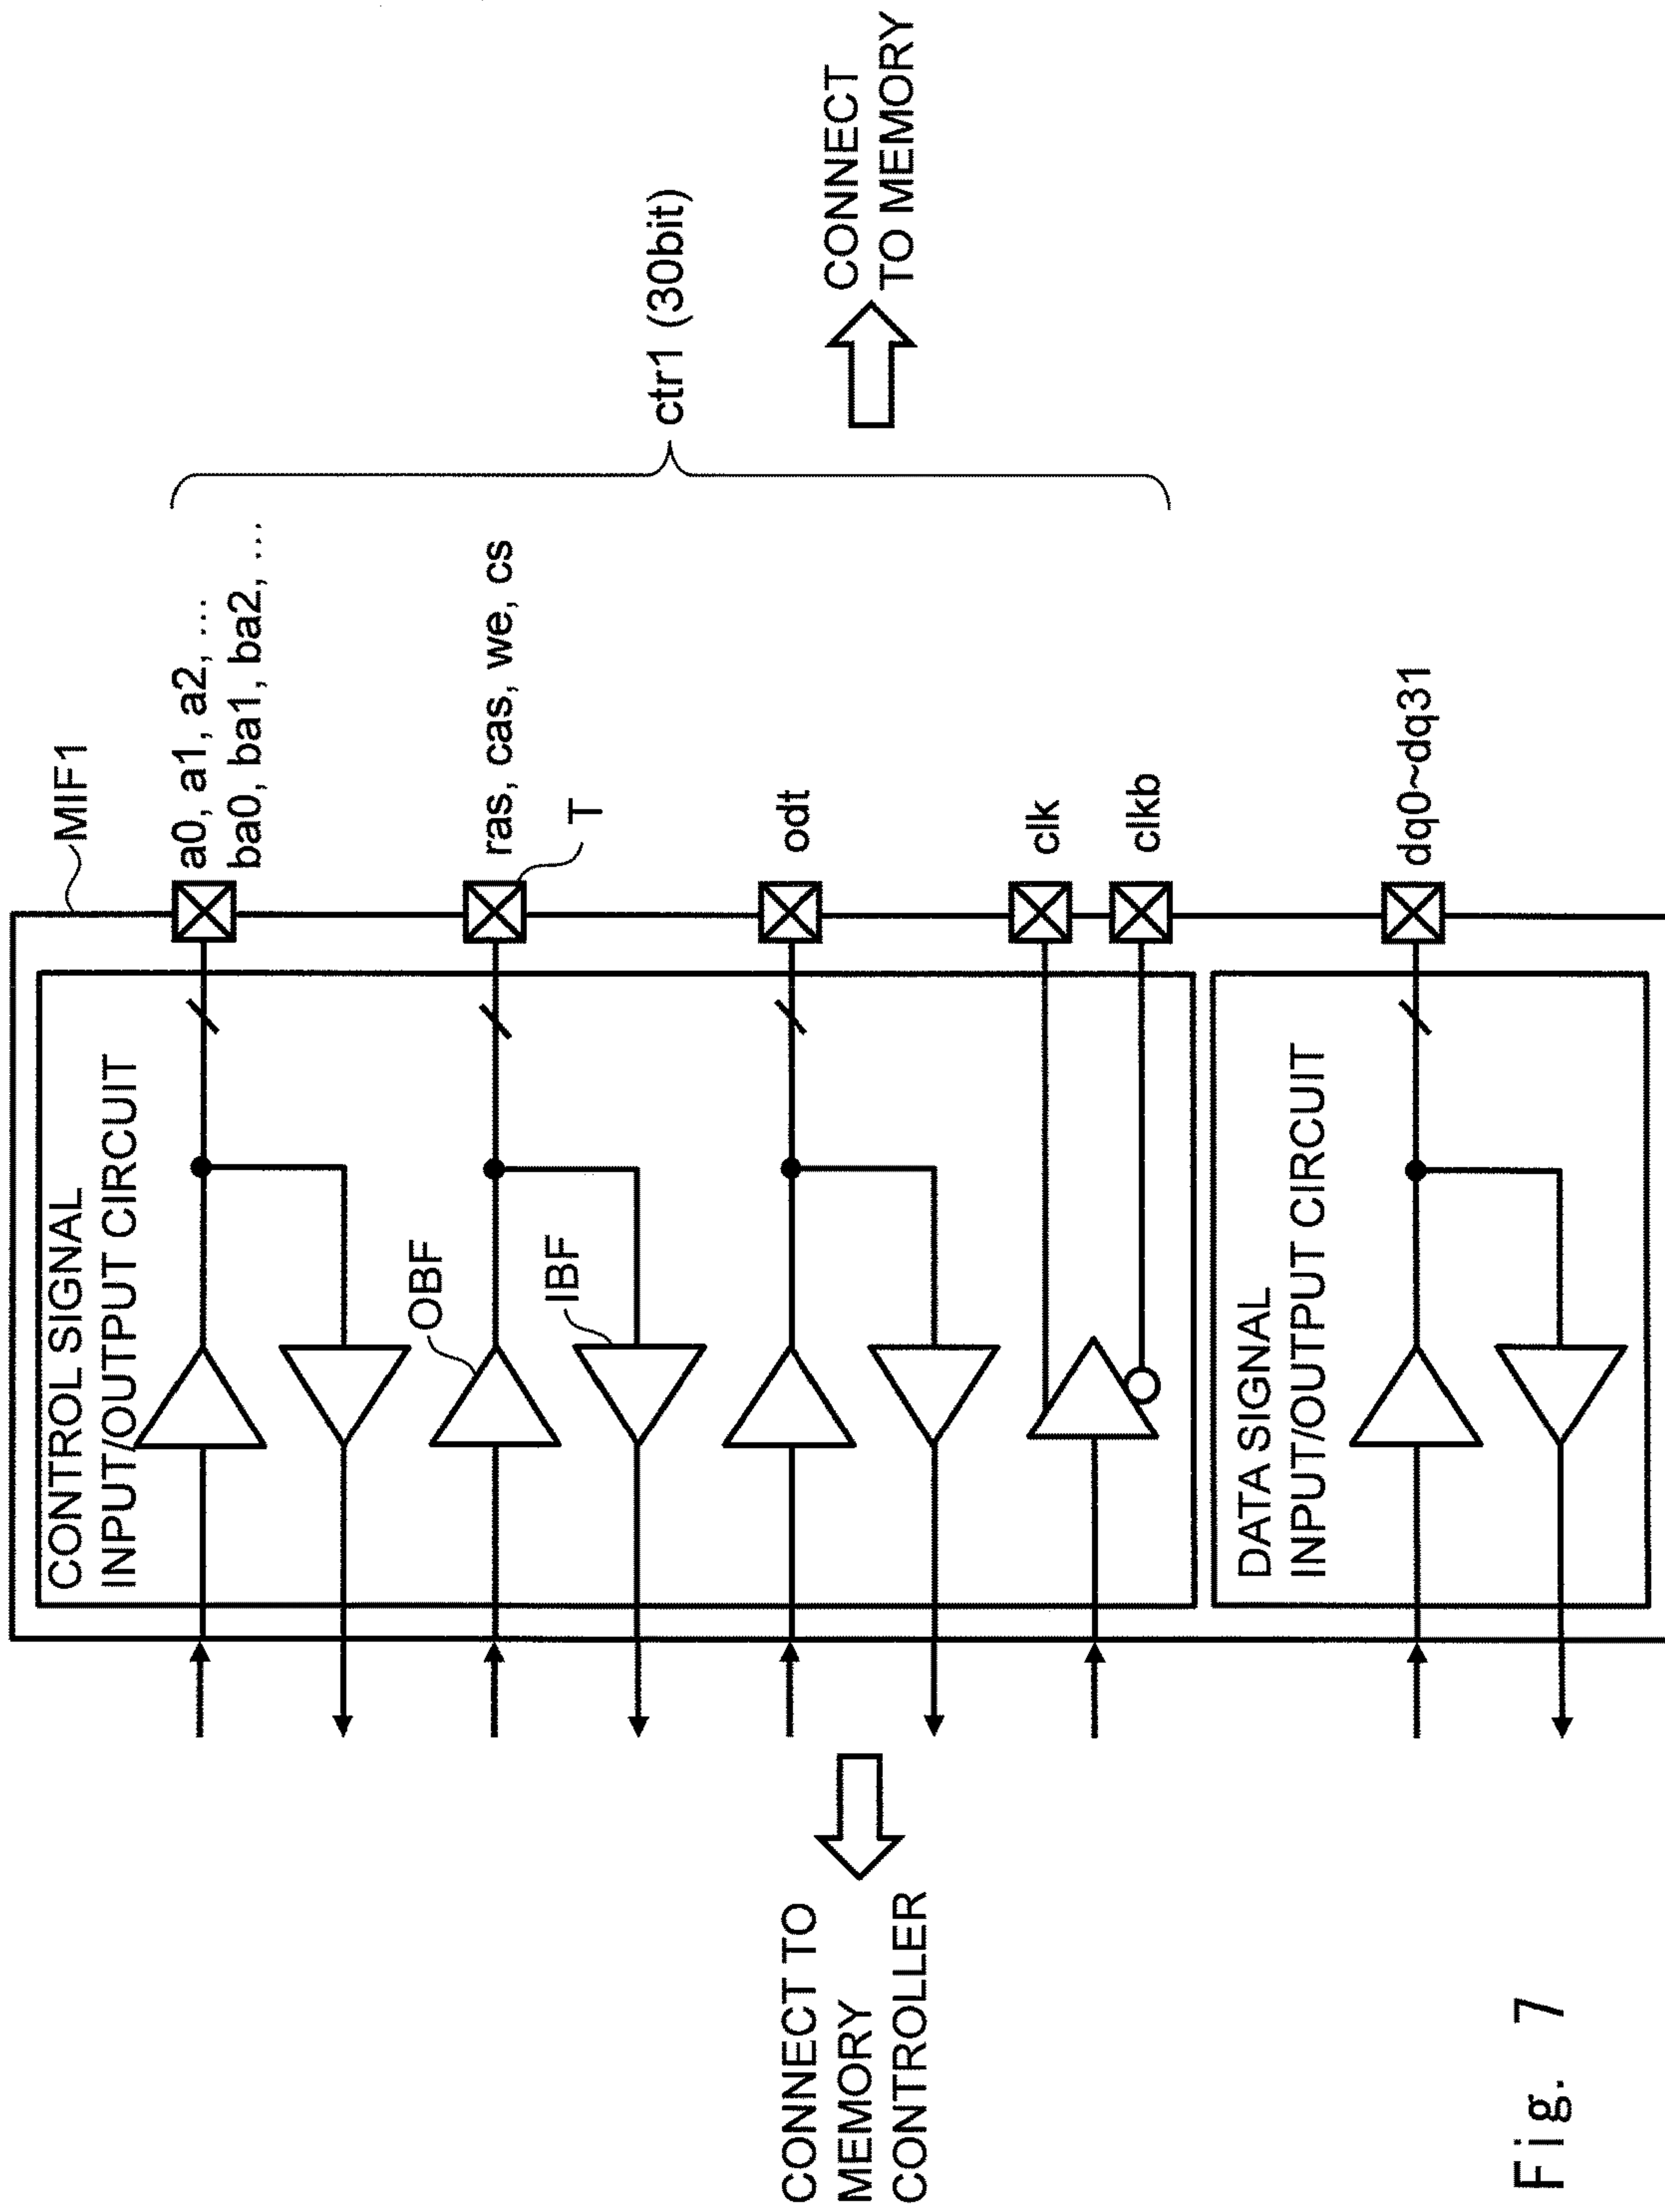 MIF1
CONTROL SIGNAL
INPUT/OUTPUT CIRCUIT
a0, a1, a2, ...
ba0, ba1, ba2, ...
OBF
IBF
ras, cas, we, cs
T
ctr1 (30bit)
odt
CONNECT TO
MEMORY
CONTROLLER
CONNECT
TO MEMORY
clk
clkb
DATA SIGNAL
INPUT/OUTPUT CIRCUIT
dq0~dq31
Fig. 7